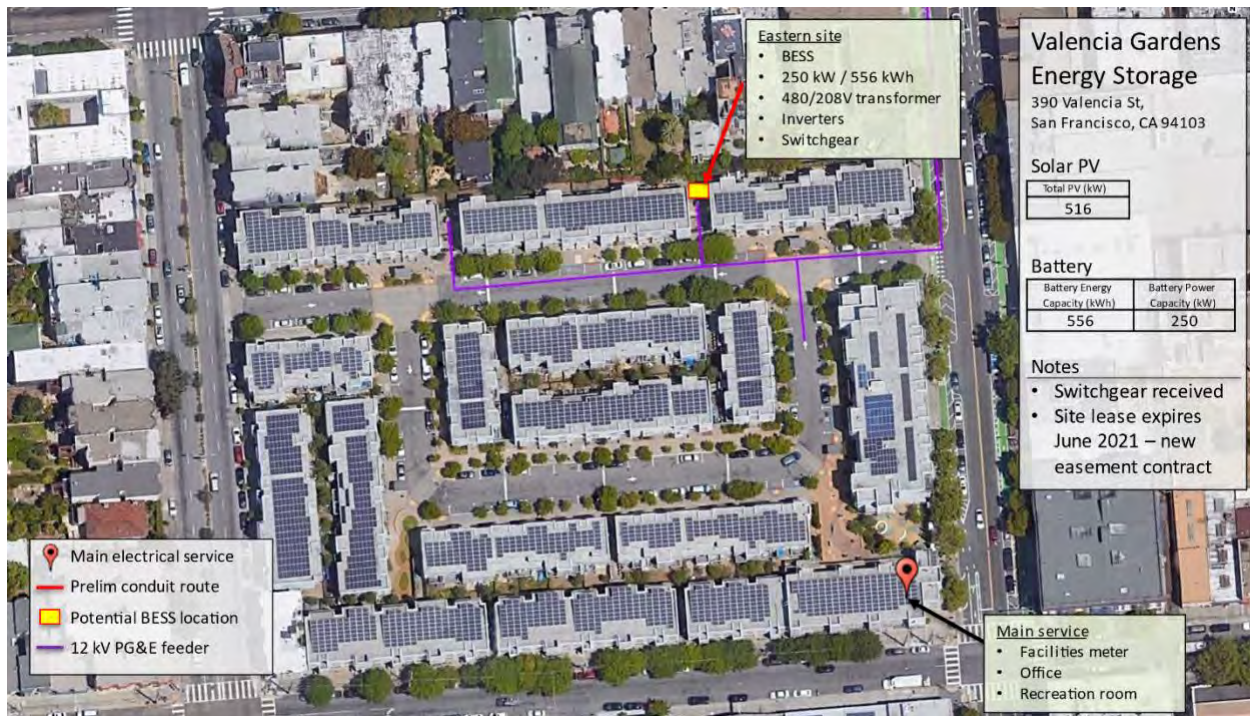 Eastern site
• BESS
• 250 kW / 556 kWh
• 480/208V transformer
• Inverters
• Switchgear
Valencia Gardens
Energy Storage
390 Valencia St,
San Francisco, CA 94103
Solar PV
Total PV (kW)
516
Battery
Battery Energy
Capacity (kWh)
Battery Power
Capacity (kW)
556
250
Notes
• Switchgear received
• Site lease expires
June 2021 – new
easement contract
Main electrical service
Prelim conduit route
Potential BESS location
12 kV PG&E feeder
Main service
• Facilities meter
• Office
• Recreation room